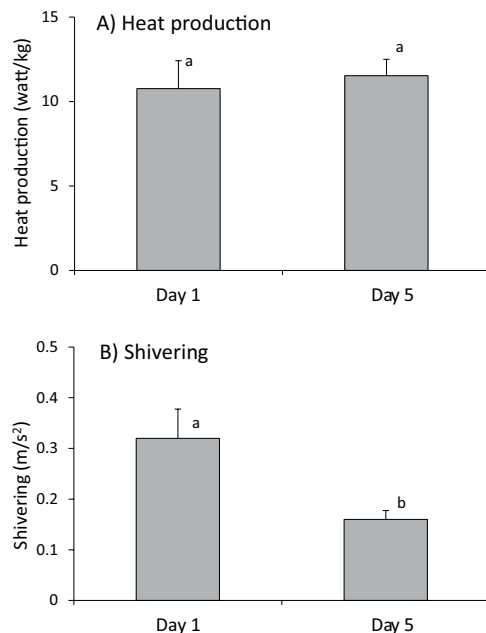 A) Heat production
Heat production (watt/kg)
15
10
5
0
a
a
Day 1
Day 5
B) Shivering
Shivering (m/s²)
0.5
0.4
0.3
0.2
0.1
0
a
b
Day 1
Day 5